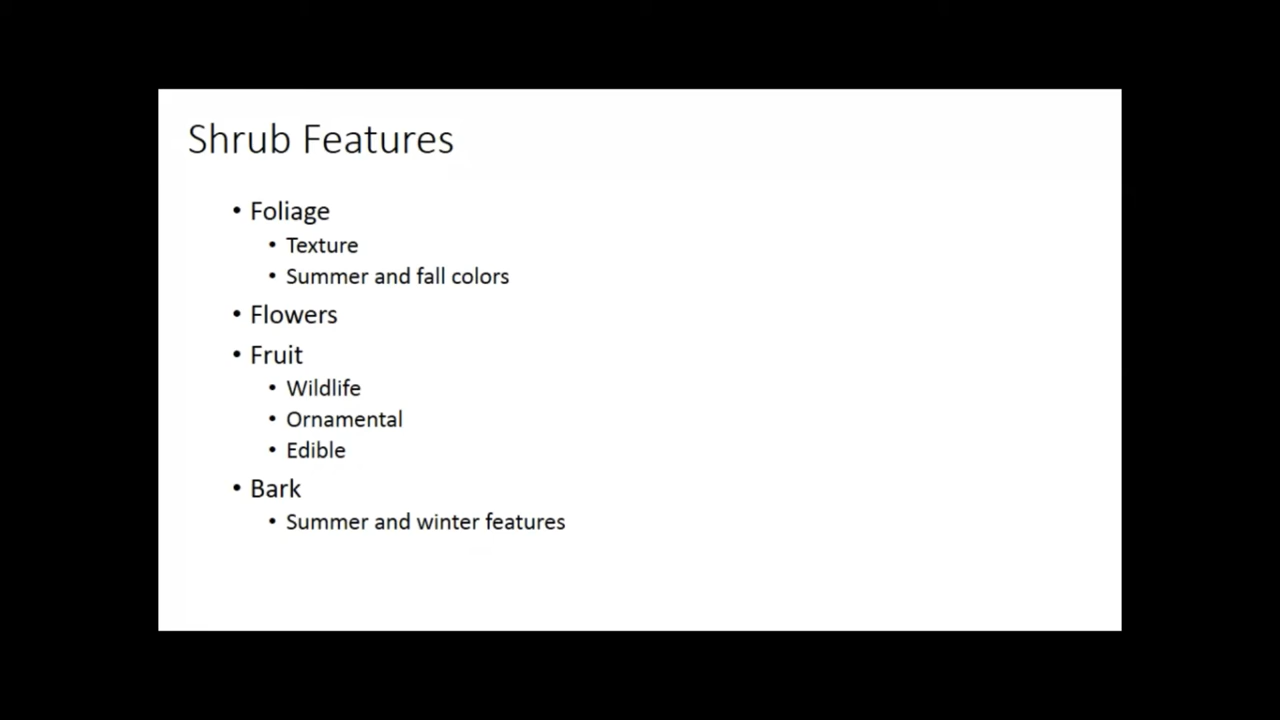 Shrub Features
• Foliage
• Texture
• Summer and fall colors
• Flowers
• Fruit
• Wildlife
• Ornamental
• Edible
• Bark
• Summer and winter features